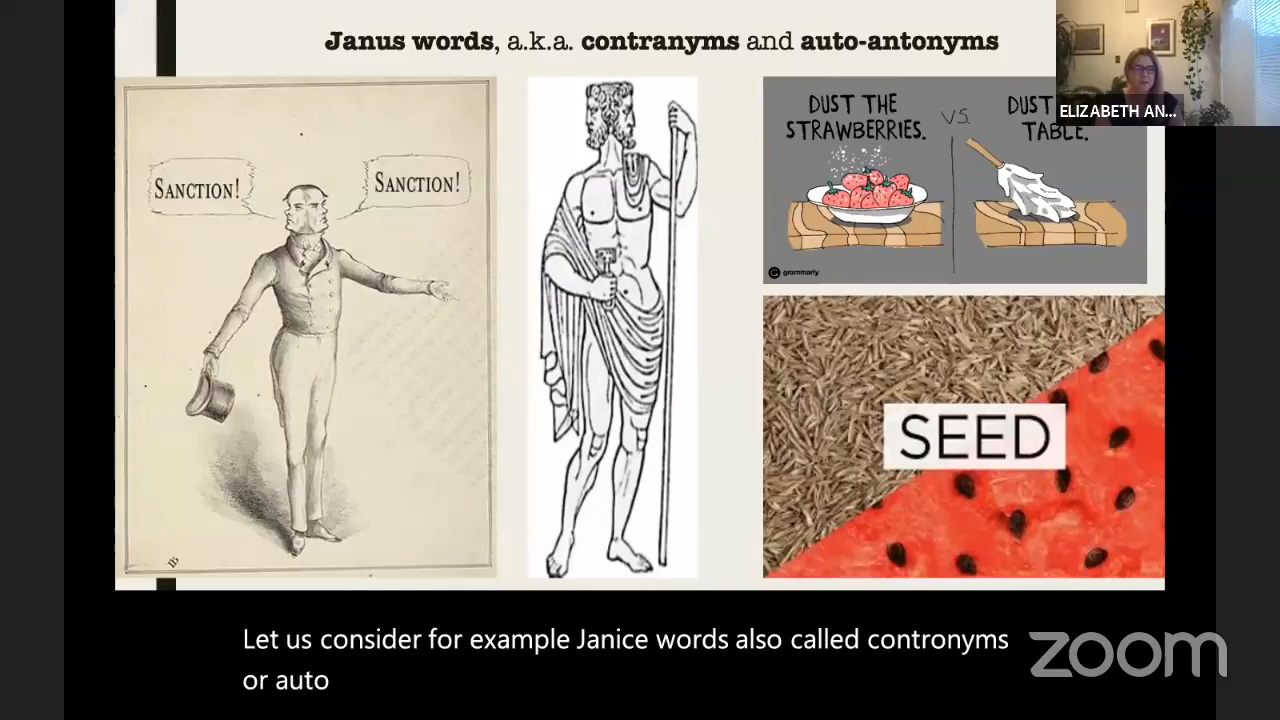 Janus words, a.k.a. contranyms and auto-antonyms
SANCTION!
SANCTION!
DUST THE
STRAWBERRIES.
VS.
DUST
TABLE.
grammarly
SEED
ELIZABETH AN...
Let us consider for example Janice words also called contronyms
or auto
zoom